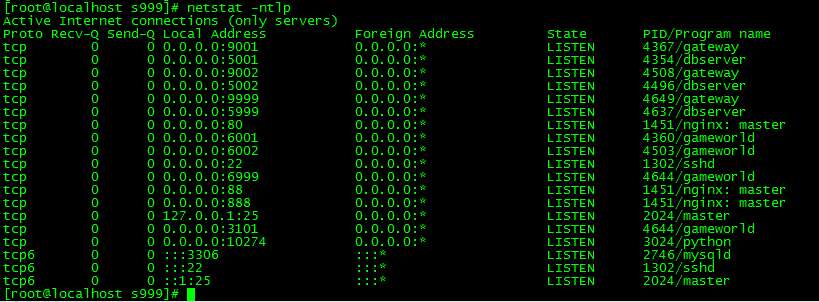 [root@localhost s999]# netstat -ntlp
Active Internet connections (only servers)
Proto Recv-Q Send-Q Local Address           Foreign Address         State       PID/Program name
tcp        0      0 0.0.0.0:9001            0.0.0.0:*               LISTEN      4367/gateway
tcp        0      0 0.0.0.0:5001            0.0.0.0:*               LISTEN      4354/dbserver
tcp        0      0 0.0.0.0:9002            0.0.0.0:*               LISTEN      4508/gateway
tcp        0      0 0.0.0.0:5002            0.0.0.0:*               LISTEN      4496/dbserver
tcp        0      0 0.0.0.0:9999            0.0.0.0:*               LISTEN      4649/gateway
tcp        0      0 0.0.0.0:5999            0.0.0.0:*               LISTEN      4637/dbserver
tcp        0      0 0.0.0.0:80              0.0.0.0:*               LISTEN      1451/nginx: master
tcp        0      0 0.0.0.0:6001            0.0.0.0:*               LISTEN      4360/gameworld
tcp        0      0 0.0.0.0:6002            0.0.0.0:*               LISTEN      4503/gameworld
tcp        0      0 0.0.0.0:22              0.0.0.0:*               LISTEN      1302/sshd
tcp        0      0 0.0.0.0:6999            0.0.0.0:*               LISTEN      4644/gameworld
tcp        0      0 0.0.0.0:88              0.0.0.0:*               LISTEN      1451/nginx: master
tcp        0      0 0.0.0.0:888             0.0.0.0:*               LISTEN      1451/nginx: master
tcp        0      0 127.0.0.1:25            0.0.0.0:*               LISTEN      2024/master
tcp        0      0 0.0.0.0:3101            0.0.0.0:*               LISTEN      4644/gameworld
tcp        0      0 0.0.0.0:10274           0.0.0.0:*               LISTEN      3024/python
tcp6       0      0 :::3306                 :::*                    LISTEN      2746/mysqld
tcp6       0      0 :::22                   :::*                    LISTEN      1302/sshd
tcp6       0      0 ::1:25                  :::*                    LISTEN      2024/master
[root@localhost s999]#